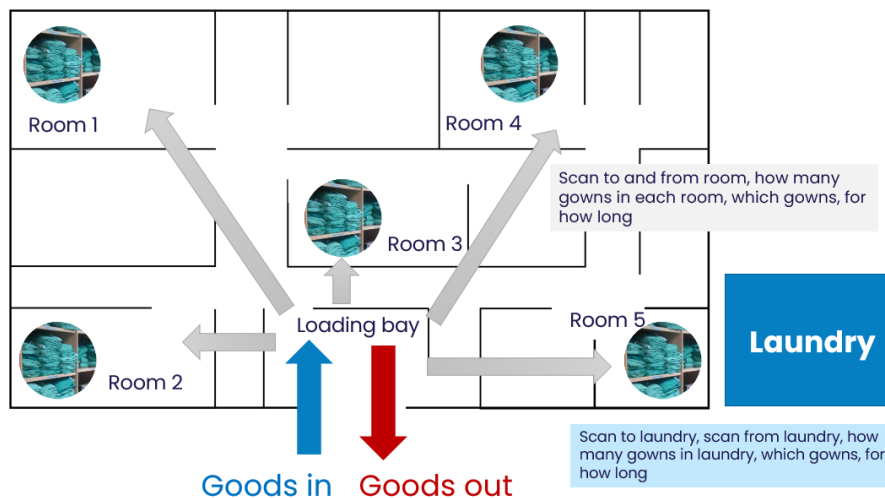 Room 1
Room 4
Scan to and from room, how many
gowns in each room, which gowns, for
how long
Room 3
Loading bay
Room 5
Laundry
Room 2
Scan to laundry, scan from laundry, how
many gowns in laundry, which gowns, for
how long
Goods in
Goods out